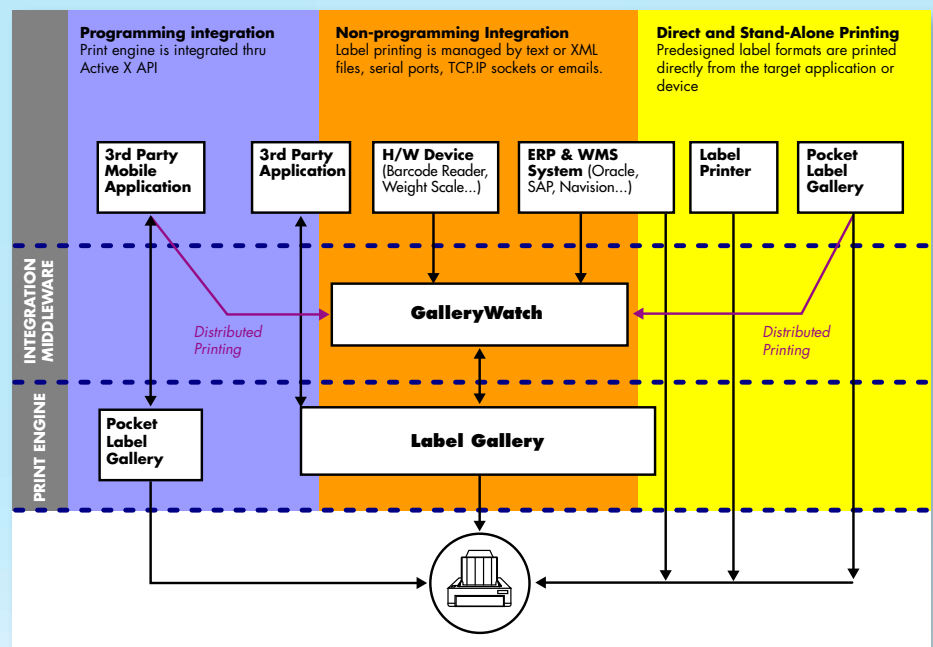 Programming integration
Print engine is integrated thru
Active X API
Non-programming Integration
Label printing is managed by text or XML
files, serial ports, TCP.IP sockets or emails.
Direct and Stand-Alone Printing
Predesigned label formats are printed
directly from the target application or
device
3rd Party
Mobile
Application
3rd Party
Application
H/W Device
(Barcode Reader,
Weight Scale...)
ERP & WMS
System (Oracle,
SAP, Navision...)
Label
Printer
Pocket
Label
Gallery
INTEGRATION
MIDDLEWARE
GalleryWatch
Distributed
Printing
Distributed
Printing
PRINT ENGINE
Pocket
Label
Gallery
Label Gallery